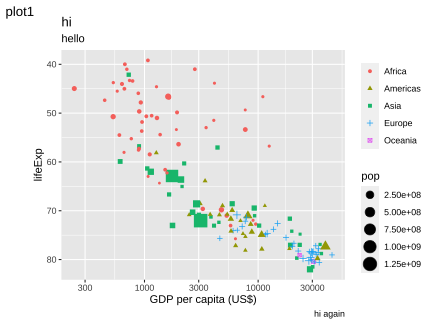 plot1
hi
hello
lifeExp
40
50
60
70
80
300
1000
3000
10000
30000
GDP per capita (US$)
Africa
Americas
Asia
Europe
Oceania
pop
2.50e+08
5.00e+08
7.50e+08
1.00e+09
1.25e+09
hi again